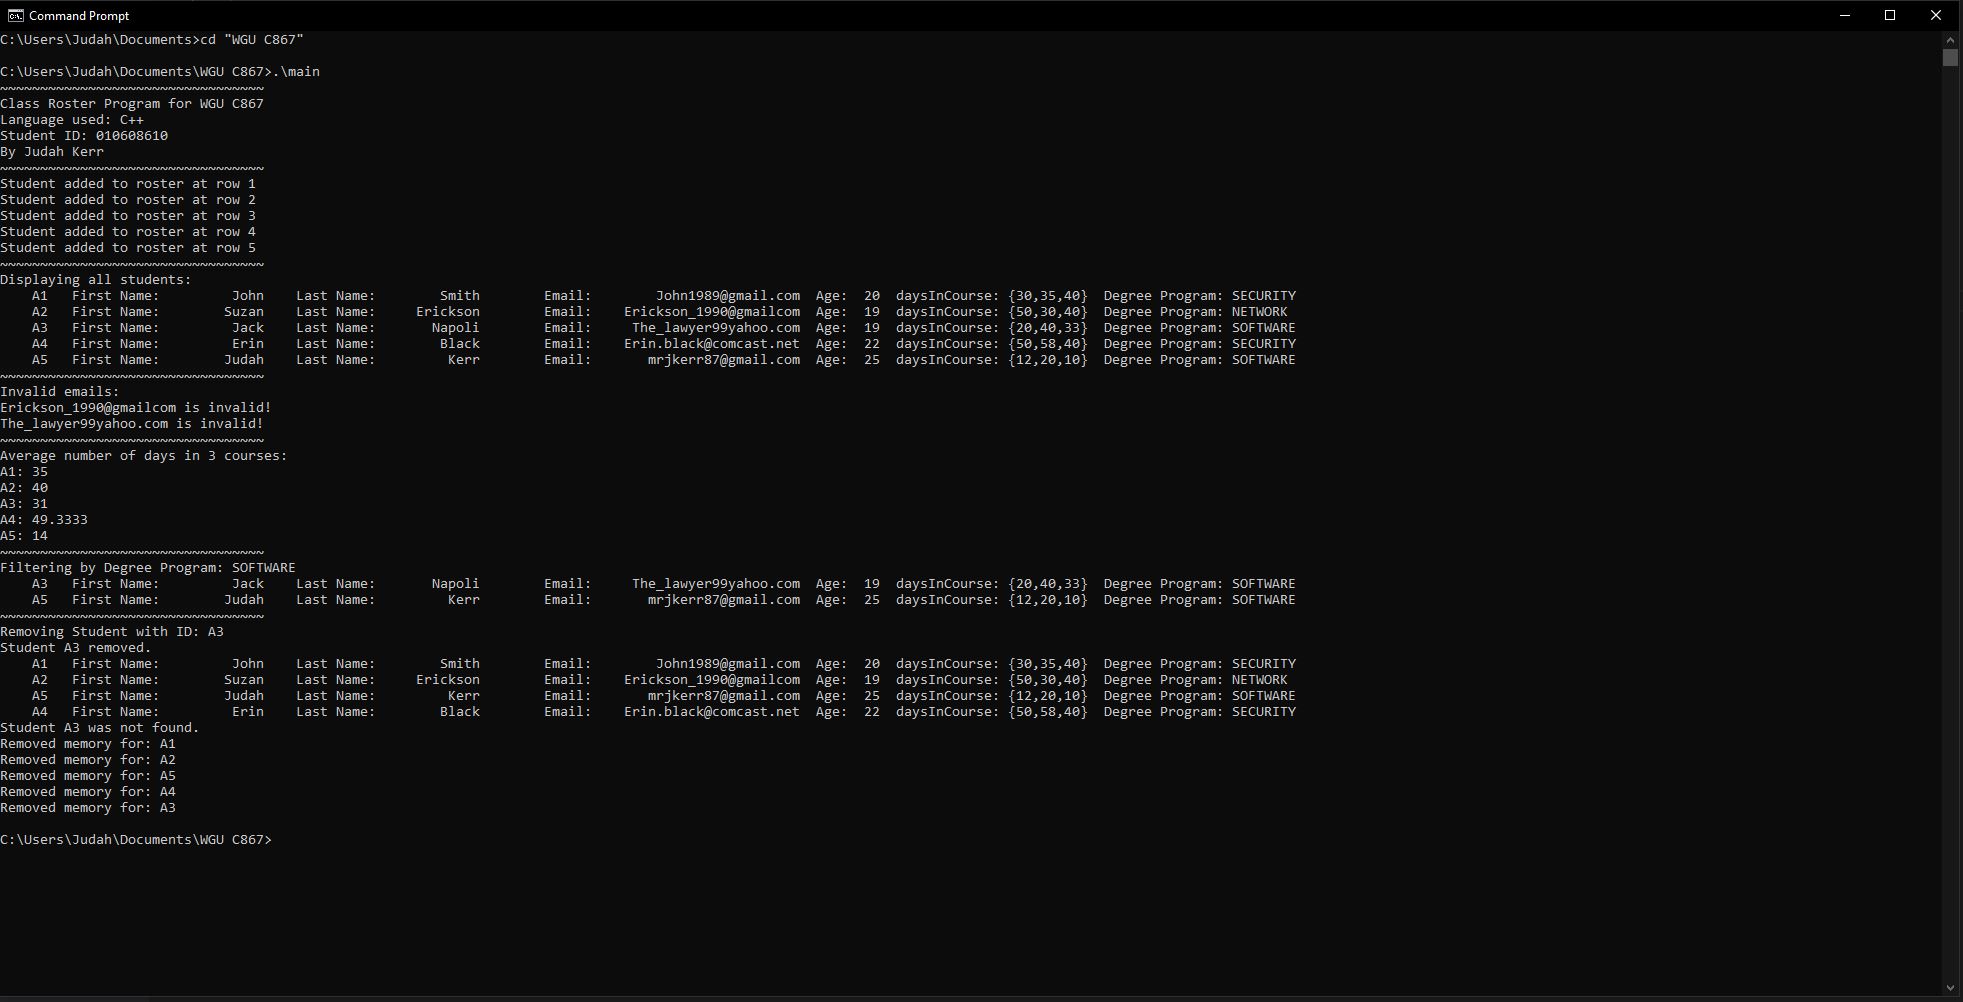 Command Prompt
C:\Users\Judah\Documents>cd "WGU C867"
C:\Users\Judah\Documents\WGU C867>.\main
~~~~~~~~~~~~~~~~~~~~~~~~~~~~~~~~~
Class Roster Program for WGU C867
Language used: C++
Student ID: 010608610
By Judah Kerr
~~~~~~~~~~~~~~~~~~~~~~~~~~~~~~~~~
Student added to roster at row 1
Student added to roster at row 2
Student added to roster at row 3
Student added to roster at row 4
Student added to roster at row 5
~~~~~~~~~~~~~~~~~~~~~~~~~~~~~~~~~
Displaying all students:
    A1   First Name:         John    Last Name:        Smith        Email:        John1989@gmail.com  Age:  20  daysInCourse: {30,35,40}  Degree Program: SECURITY
    A2   First Name:        Suzan    Last Name:     Erickson        Email:    Erickson_1990@gmailcom  Age:  19  daysInCourse: {50,30,40}  Degree Program: NETWORK
    A3   First Name:         Jack    Last Name:       Napoli        Email:     The_lawyer99yahoo.com  Age:  19  daysInCourse: {20,40,33}  Degree Program: SOFTWARE
    A4   First Name:         Erin    Last Name:        Black        Email:    Erin.black@comcast.net  Age:  22  daysInCourse: {50,58,40}  Degree Program: SECURITY
    A5   First Name:        Judah    Last Name:         Kerr        Email:       mrjkerr87@gmail.com  Age:  25  daysInCourse: {12,20,10}  Degree Program: SOFTWARE
~~~~~~~~~~~~~~~~~~~~~~~~~~~~~~~~~
Invalid emails:
Erickson_1990@gmailcom is invalid!
The_lawyer99yahoo.com is invalid!
~~~~~~~~~~~~~~~~~~~~~~~~~~~~~~~~~
Average number of days in 3 courses:
A1: 35
A2: 40
A3: 31
A4: 49.3333
A5: 14
~~~~~~~~~~~~~~~~~~~~~~~~~~~~~~~~~
Filtering by Degree Program: SOFTWARE
    A3   First Name:         Jack    Last Name:       Napoli        Email:     The_lawyer99yahoo.com  Age:  19  daysInCourse: {20,40,33}  Degree Program: SOFTWARE
    A5   First Name:        Judah    Last Name:         Kerr        Email:       mrjkerr87@gmail.com  Age:  25  daysInCourse: {12,20,10}  Degree Program: SOFTWARE
~~~~~~~~~~~~~~~~~~~~~~~~~~~~~~~~~
Removing Student with ID: A3
Student A3 removed.
    A1   First Name:         John    Last Name:        Smith        Email:        John1989@gmail.com  Age:  20  daysInCourse: {30,35,40}  Degree Program: SECURITY
    A2   First Name:        Suzan    Last Name:     Erickson        Email:    Erickson_1990@gmailcom  Age:  19  daysInCourse: {50,30,40}  Degree Program: NETWORK
    A5   First Name:        Judah    Last Name:         Kerr        Email:       mrjkerr87@gmail.com  Age:  25  daysInCourse: {12,20,10}  Degree Program: SOFTWARE
    A4   First Name:         Erin    Last Name:        Black        Email:    Erin.black@comcast.net  Age:  22  daysInCourse: {50,58,40}  Degree Program: SECURITY
Student A3 was not found.
Removed memory for: A1
Removed memory for: A2
Removed memory for: A5
Removed memory for: A4
Removed memory for: A3
C:\Users\Judah\Documents\WGU C867>